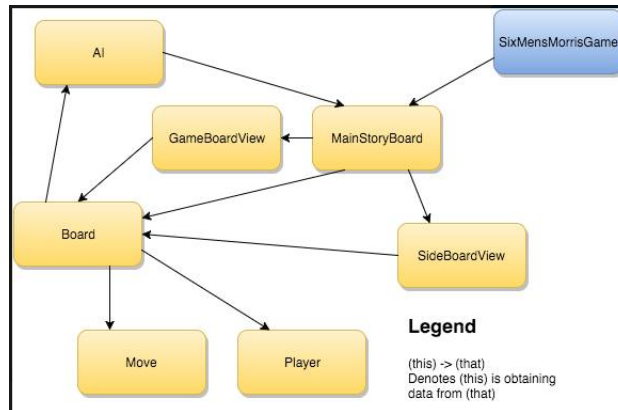 AI
SixMensMorrisGame
GameBoardView
MainStoryBoard
Board
SideBoardView
Move
Player
Legend
(this) -> (that)
Denotes (this) is obtaining
data from (that)